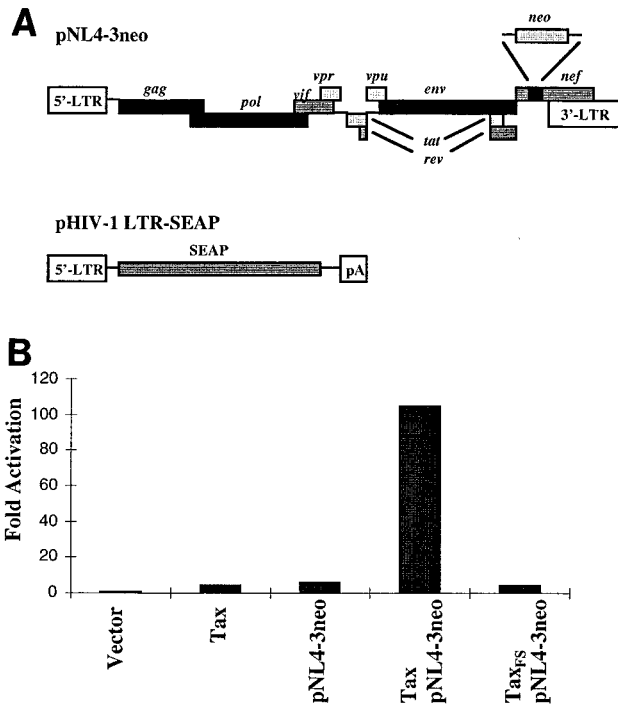 A
pNL4-3neo
neo
vpr
vpu
nef
gag
vif
env
5'-LTR
pol
3'-LTR
tat
rev
pHIV-1 LTR-SEAP
SEAP
5'-LTR
pA
B
120
100
80
60
40
20
0
Fold Activation
Vector
Tax
pNL4-3neo
Tax
pNL4-3neo
TaxFS
pNL4-3neo